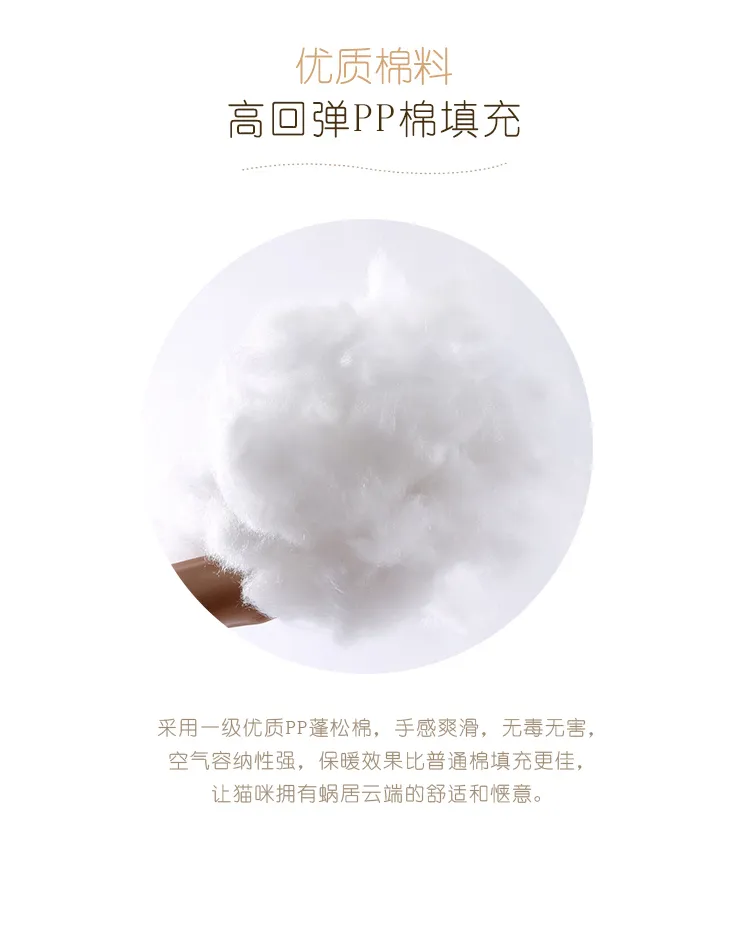 优质棉料
高回弹PP棉填充
采用一级优质PP蓬松棉，手感爽滑，无毒无害，
空气容纳性强，保暖效果比普通棉填充更佳，
让猫咪拥有蜗居云端的舒适和惬意。